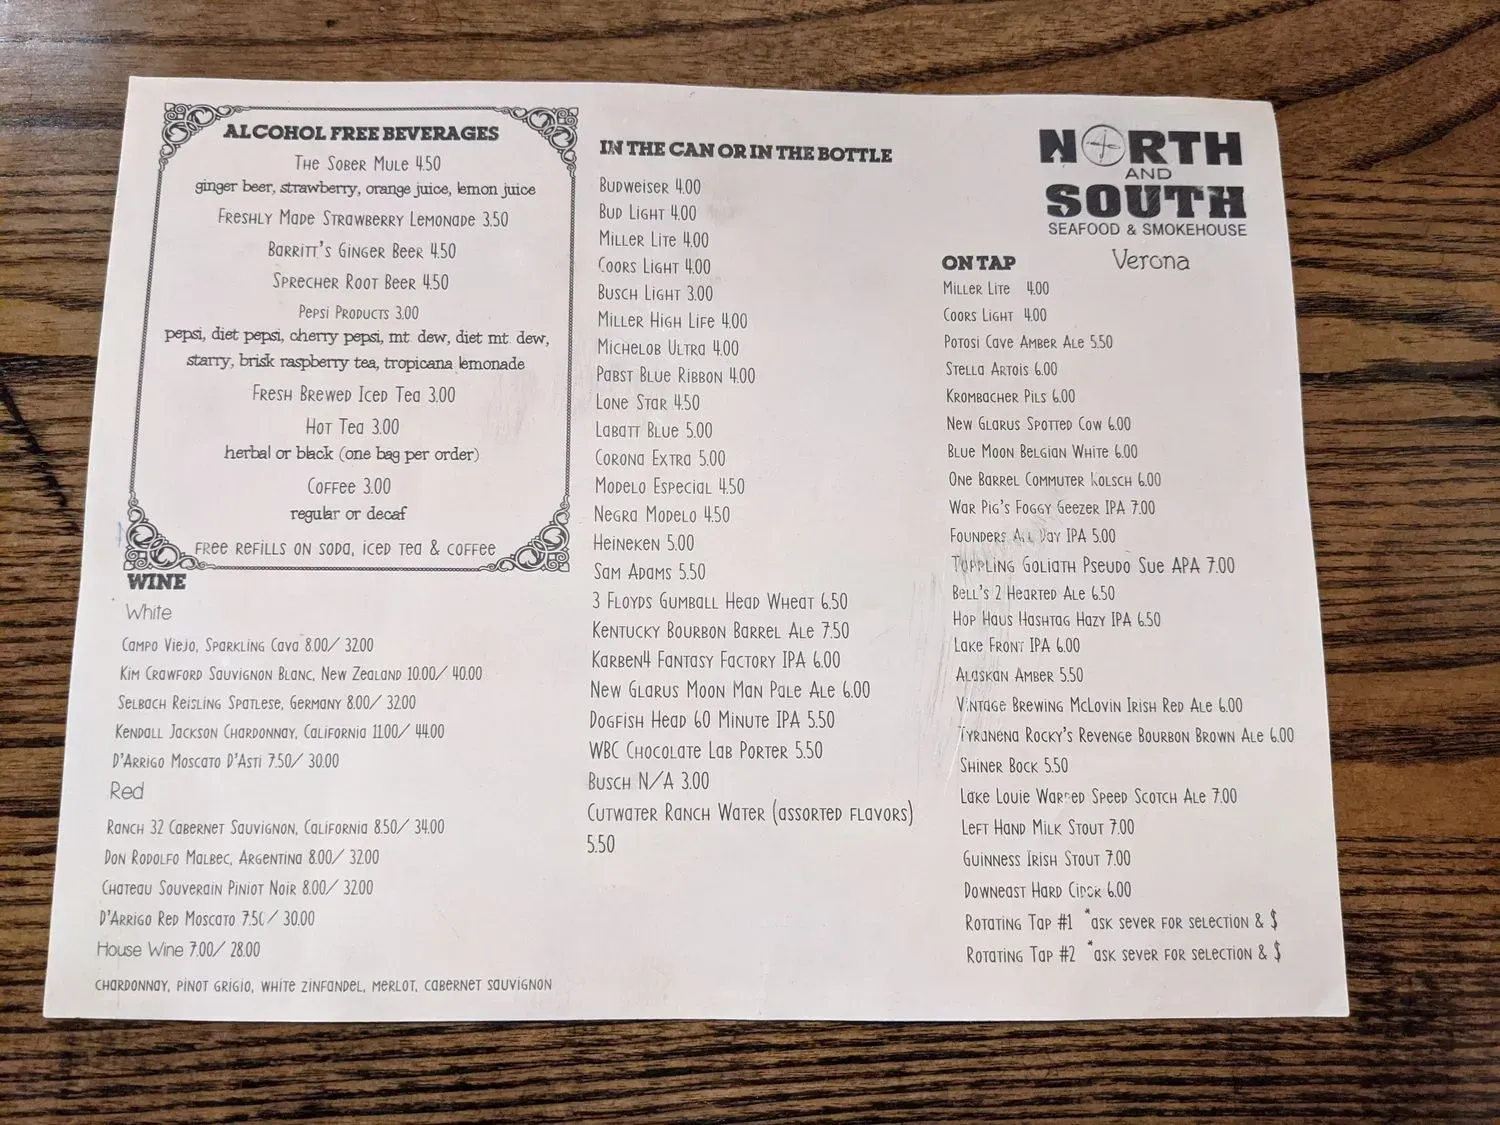 ALCOHOL FREE BEVERAGES
The Sober Mule 4.50
ginger beer, strawberry, orange juice, lemon juice
Freshly Made Strawberry Lemonade 3.50
Barritt's Ginger Beer 4.50
Sprecher Root Beer 4.50
Pepsi Products 3.00
pepsi, diet pepsi, cherry pepsi, mt. dew, diet mt. dew,
starry, brisk raspberry tea, tropicana lemonade
Fresh Brewed Iced Tea 3.00
Hot Tea 3.00
herbal or black (one bag per order)
Coffee 3.00
regular or decaf
Free refills on soda, iced tea & coffee
WINE
White
Campo Viejo, Sparkling Cava 8.00/ 32.00
Kim Crawford Sauvignon Blanc, New Zealand 10.00/ 40.00
Selbach Reisling Spatlese, Germany 8.00/ 32.00
Kendall Jackson Chardonnay, California 11.00/ 44.00
D'Arrigo Moscato D'Asti 7.50/ 30.00
Red
Ranch 32 Cabernet Sauvignon, California 8.50/ 34.00
Don Rodolfo Malbec, Argentina 8.00/ 32.00
Chateau Souverain Piniot Noir 8.00/ 32.00
D'Arrigo Red Moscato 7.50/ 30.00
House Wine 7.00/ 28.00
Chardonnay, Pinot Grigio, White Zinfandel, Merlot, Cabernet Sauvignon
IN THE CAN OR IN THE BOTTLE
Budweiser 4.00
Bud Light 4.00
Miller Lite 4.00
Coors Light 4.00
Busch Light 3.00
Miller High Life 4.00
Michelob Ultra 4.00
Pabst Blue Ribbon 4.00
Lone Star 4.50
Labatt Blue 5.00
Corona Extra 5.00
Modelo Especial 4.50
Negra Modelo 4.50
Heineken 5.00
Sam Adams 5.50
3 Floyds Gumball Head Wheat 6.50
Kentucky Bourbon Barrel Ale 7.50
Karben4 Fantasy Factory IPA 6.00
New Glarus Moon Man Pale Ale 6.00
Dogfish Head 60 Minute IPA 5.50
WBC Chocolate Lab Porter 5.50
Busch N/A 3.00
Cutwater Ranch Water (assorted flavors)
5.50
NORTH
AND
SOUTH
SEAFOOD & SMOKEHOUSE
Verona
ON TAP
Miller Lite 4.00
Coors Light 4.00
Potosi Cave Amber Ale 5.50
Stella Artois 6.00
Krombacher Pils 6.00
New Glarus Spotted Cow 6.00
Blue Moon Belgian White 6.00
One Barrel Commuter Kolsch 6.00
War Pig's Foggy Geezer IPA 7.00
Founders All Day IPA 5.00
Toppling Goliath Pseudo Sue APA 7.00
Bell's 2 Hearted Ale 6.50
Hop Haus Hashtag Hazy IPA 6.50
Lake Front IPA 6.00
Alaskan Amber 5.50
Vintage Brewing McLovin Irish Red Ale 6.00
Tyranena Rocky's Revenge Bourbon Brown Ale 6.00
Shiner Bock 5.50
Lake Louie Warped Speed Scotch Ale 7.00
Left Hand Milk Stout 7.00
Guinness Irish Stout 7.00
Downeast Hard Cider 6.00
Rotating Tap #1 *ask sever for selection & $
Rotating Tap #2 *ask sever for selection & $